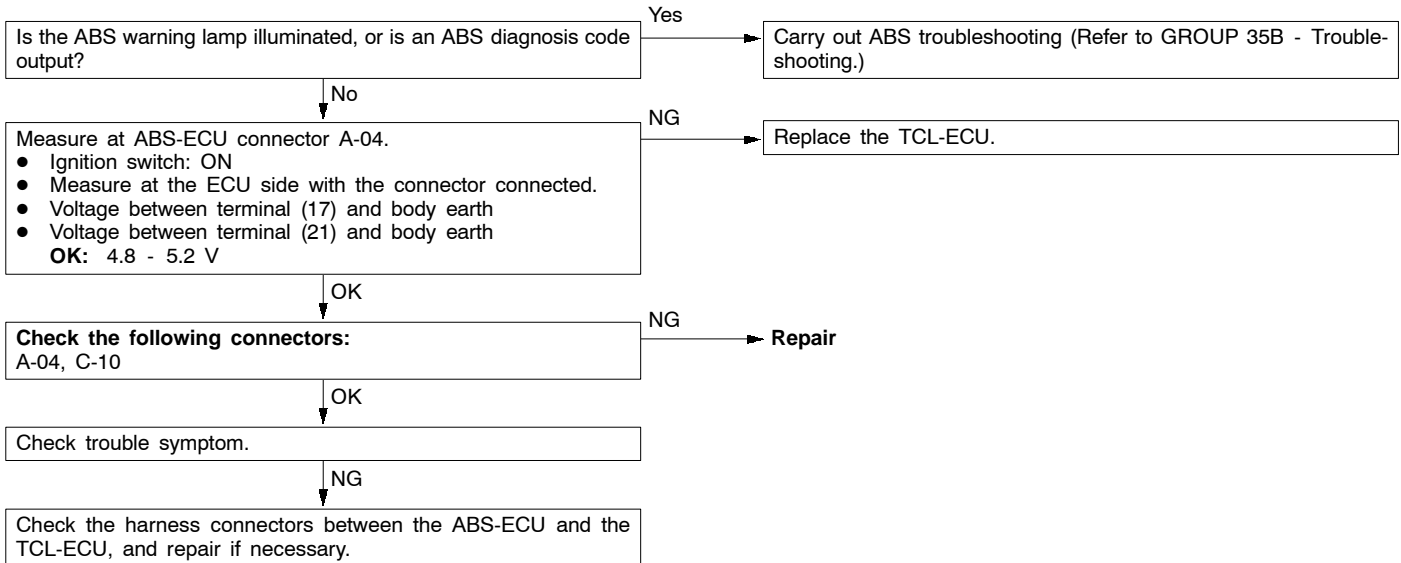 Yes
Is the ABS warning lamp illuminated, or is an ABS diagnosis code
output?
Carry out ABS troubleshooting (Refer to GROUP 35B - Trouble-
shooting.)
No
NG
Measure at ABS-ECU connector A-04.
● Ignition switch: ON
● Measure at the ECU side with the connector connected.
● Voltage between terminal (17) and body earth
● Voltage between terminal (21) and body earth
OK: 4.8 - 5.2 V
Replace the TCL-ECU.
OK
NG
Check the following connectors:
A-04, C-10
Repair
OK
Check trouble symptom.
NG
Check the harness connectors between the ABS-ECU and the
TCL-ECU, and repair if necessary.